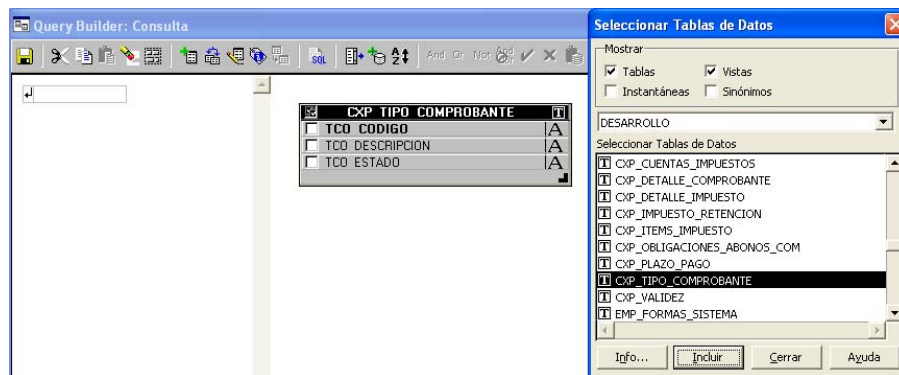 Query Builder: Consulta
SQL
And Or Not
CXP TIPO COMPROBANTE
TCO CODIGO A
TCO DESCRIPCION A
TCO ESTADO A
Seleccionar Tablas de Datos
Mostrar
Tablas Vistas
Instantáneas Sinónimos
DESARROLLO
Seleccionar Tablas de Datos
T CXP_CUENTAS_IMPUESTOS
T CXP_DETALLE_COMPROBANTE
T CXP_DETALLE_IMPUESTO
T CXP_IMPUESTO_RETENCION
T CXP_ITEMS_IMPUESTO
T CXP_OBLIGACIONES_ABONOS_COM
T CXP_PLAZO_PAGO
T CXP_TIPO_COMPROBANTE
T CXP_VALIDEZ
T EMP_FORMAS_SISTEMA
Info... Incluir Cerrar Ayuda